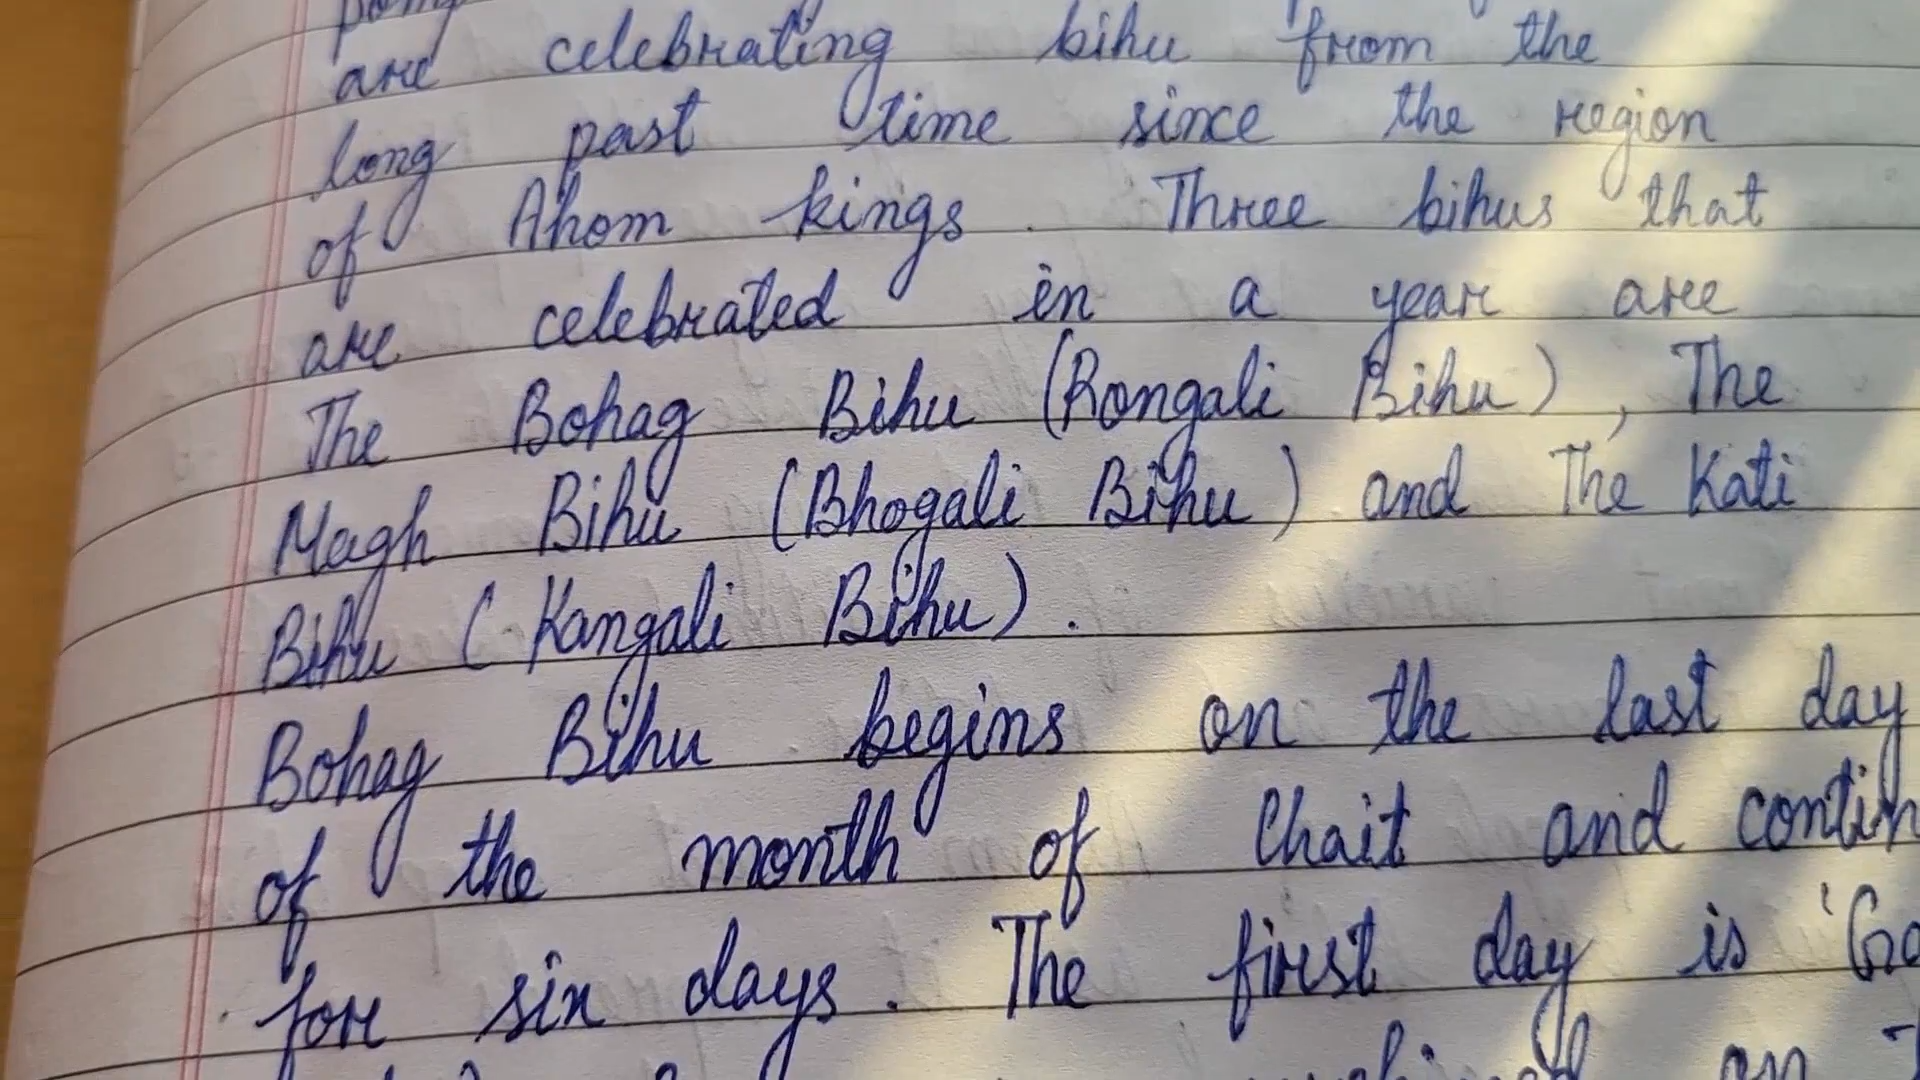 are celebrating bihu from the
long past time since the region
of Ahom kings. Three bihus that
are celebrated in a year are
The Bohag Bihu (Rongali Bihu), The
Magh Bihu (Bhogali Bihu) and The Kati
Bihu (Kangali Bihu).
Bohag Bihu begins on the last day
of the month of Chait and contin
for six days. The first day is 'Go